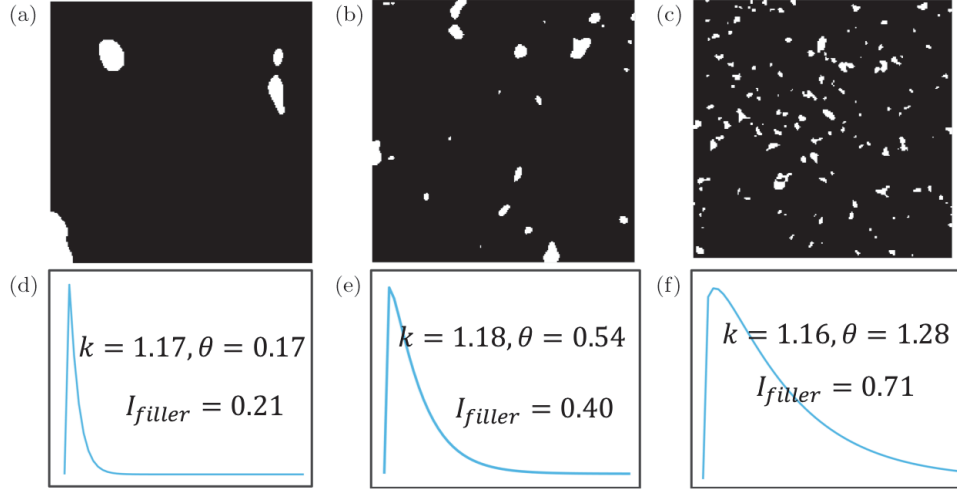 (a)
(b)
(c)
(d)
k = 1.17, θ = 0.17
I_filler = 0.21
(e)
k = 1.18, θ = 0.54
I_filler = 0.40
(f)
k = 1.16, θ = 1.28
I_filler = 0.71